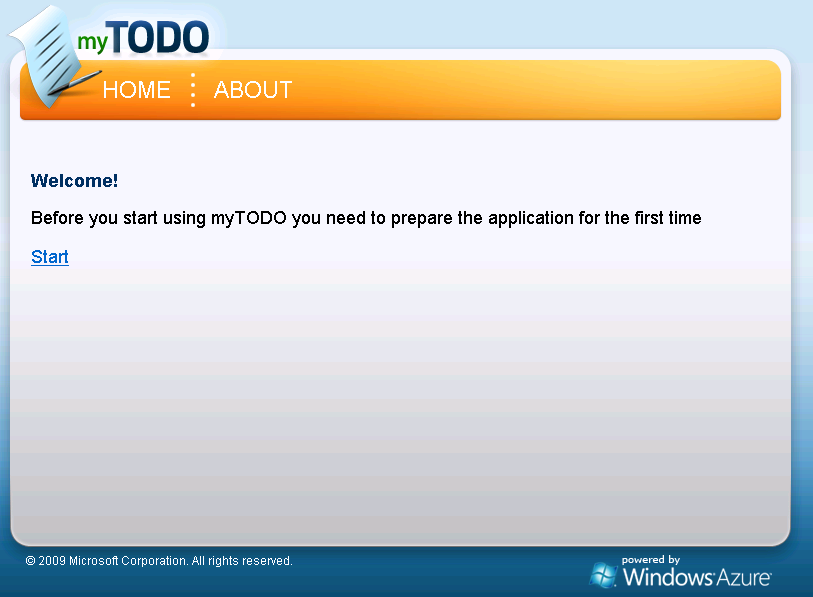 myTODO
HOME ABOUT
Welcome!
Before you start using myTODO you need to prepare the application for the first time
Start
© 2009 Microsoft Corporation. All rights reserved.
powered by
Windows Azure